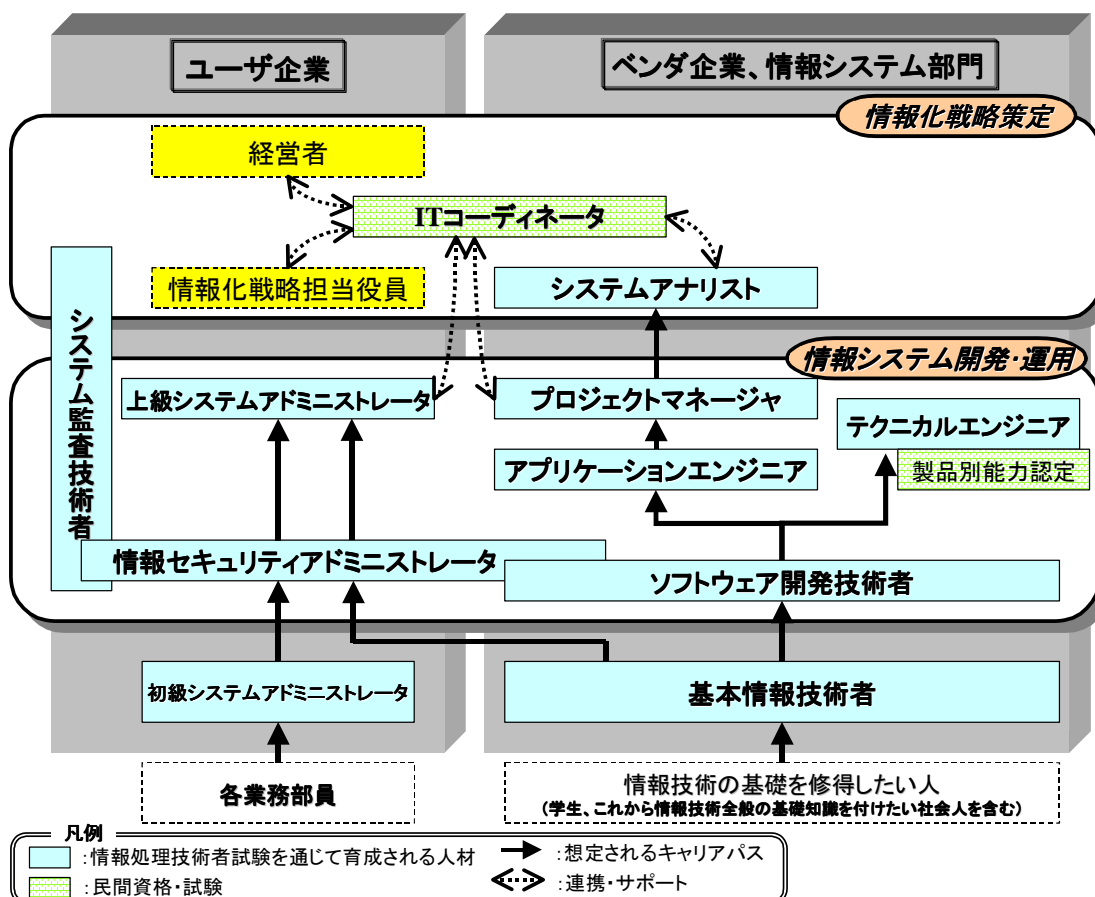 ユーザ企業
ベンダ企業、情報システム部門
情報化戦略策定
経営者
ITコーディネータ
情報化戦略担当役員
システムアナリスト
システム監査技術者
情報システム開発・運用
上級システムアドミニストレータ
プロジェクトマネージャ
テクニカルエンジニア
アプリケーションエンジニア
製品別能力認定
情報セキュリティアドミニストレータ
ソフトウェア開発技術者
初級システムアドミニストレータ
基本情報技術者
各業務部員
情報技術の基礎を修得したい人
(学生、これから情報技術全般の基礎知識を付けたい社会人を含む)
凡例
:情報処理技術者試験を通じて育成される人材
:想定されるキャリアパス
:民間資格・試験
:連携・サポート